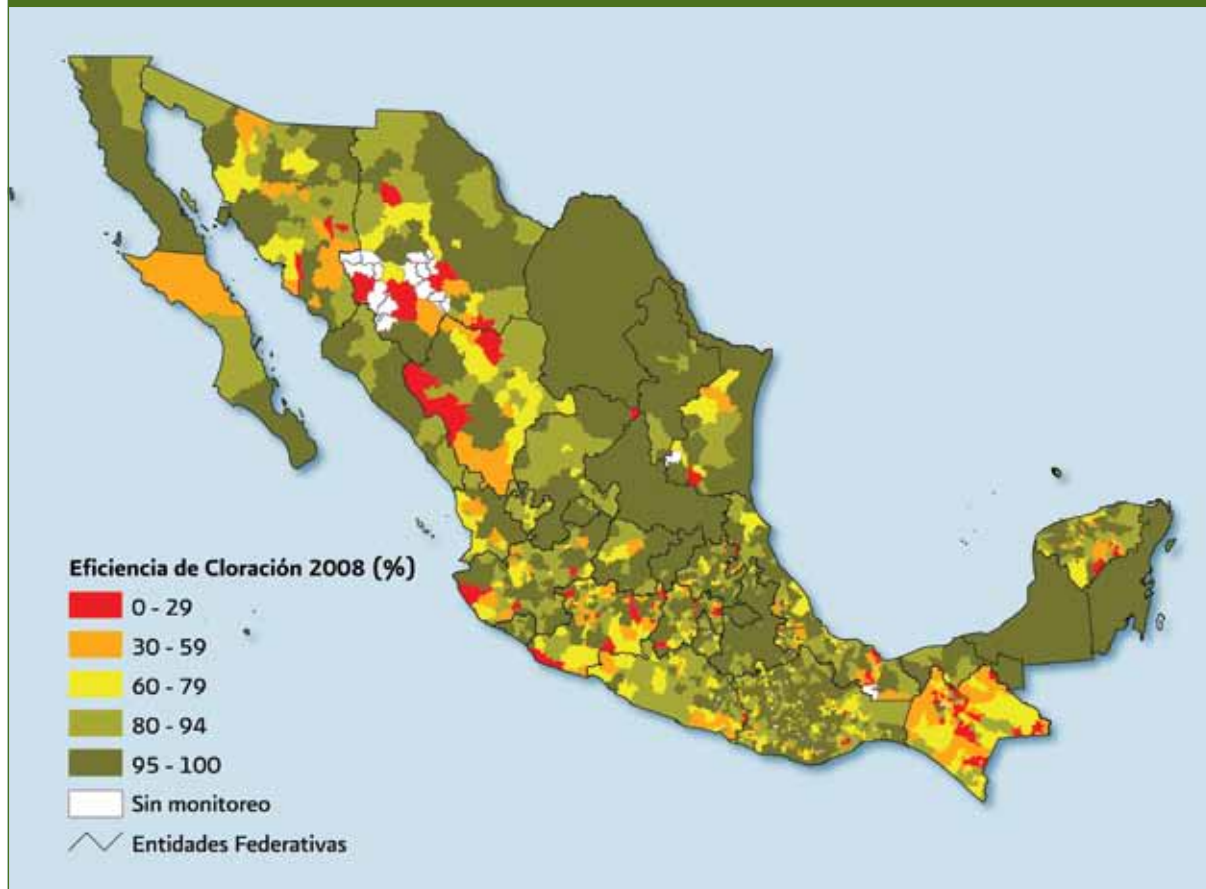 Eficiencia de Cloración 2008 (%)
0 - 29
30 - 59
60 - 79
80 - 94
95 - 100
Sin monitoreo
Entidades Federativas